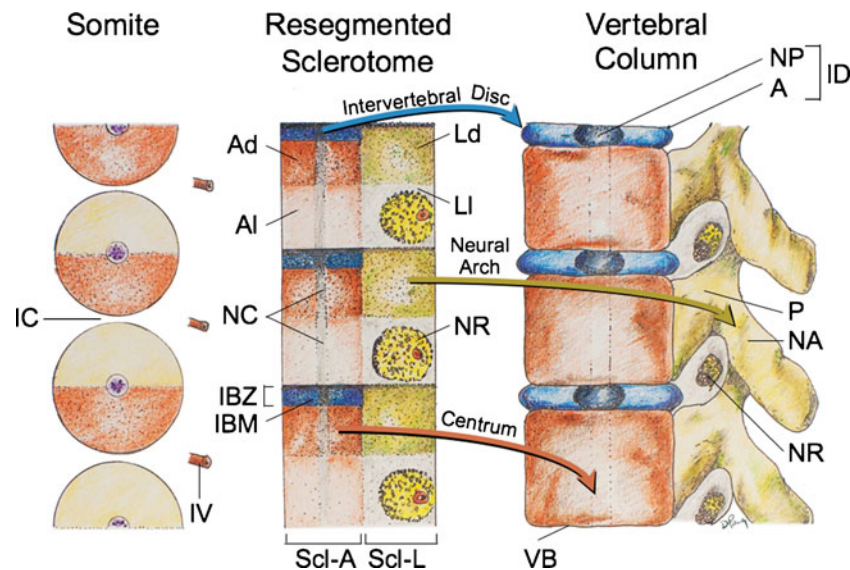 Somite
Resegmented
Sclerotome
Vertebral
Column
NP
A
ID
Intervertebral Disc
Ad
Ld
Al
Ll
Neural
Arch
IC
NC
NR
P
NA
IBZ
IBM
Centrum
NR
IV
Scl-A
Scl-L
VB